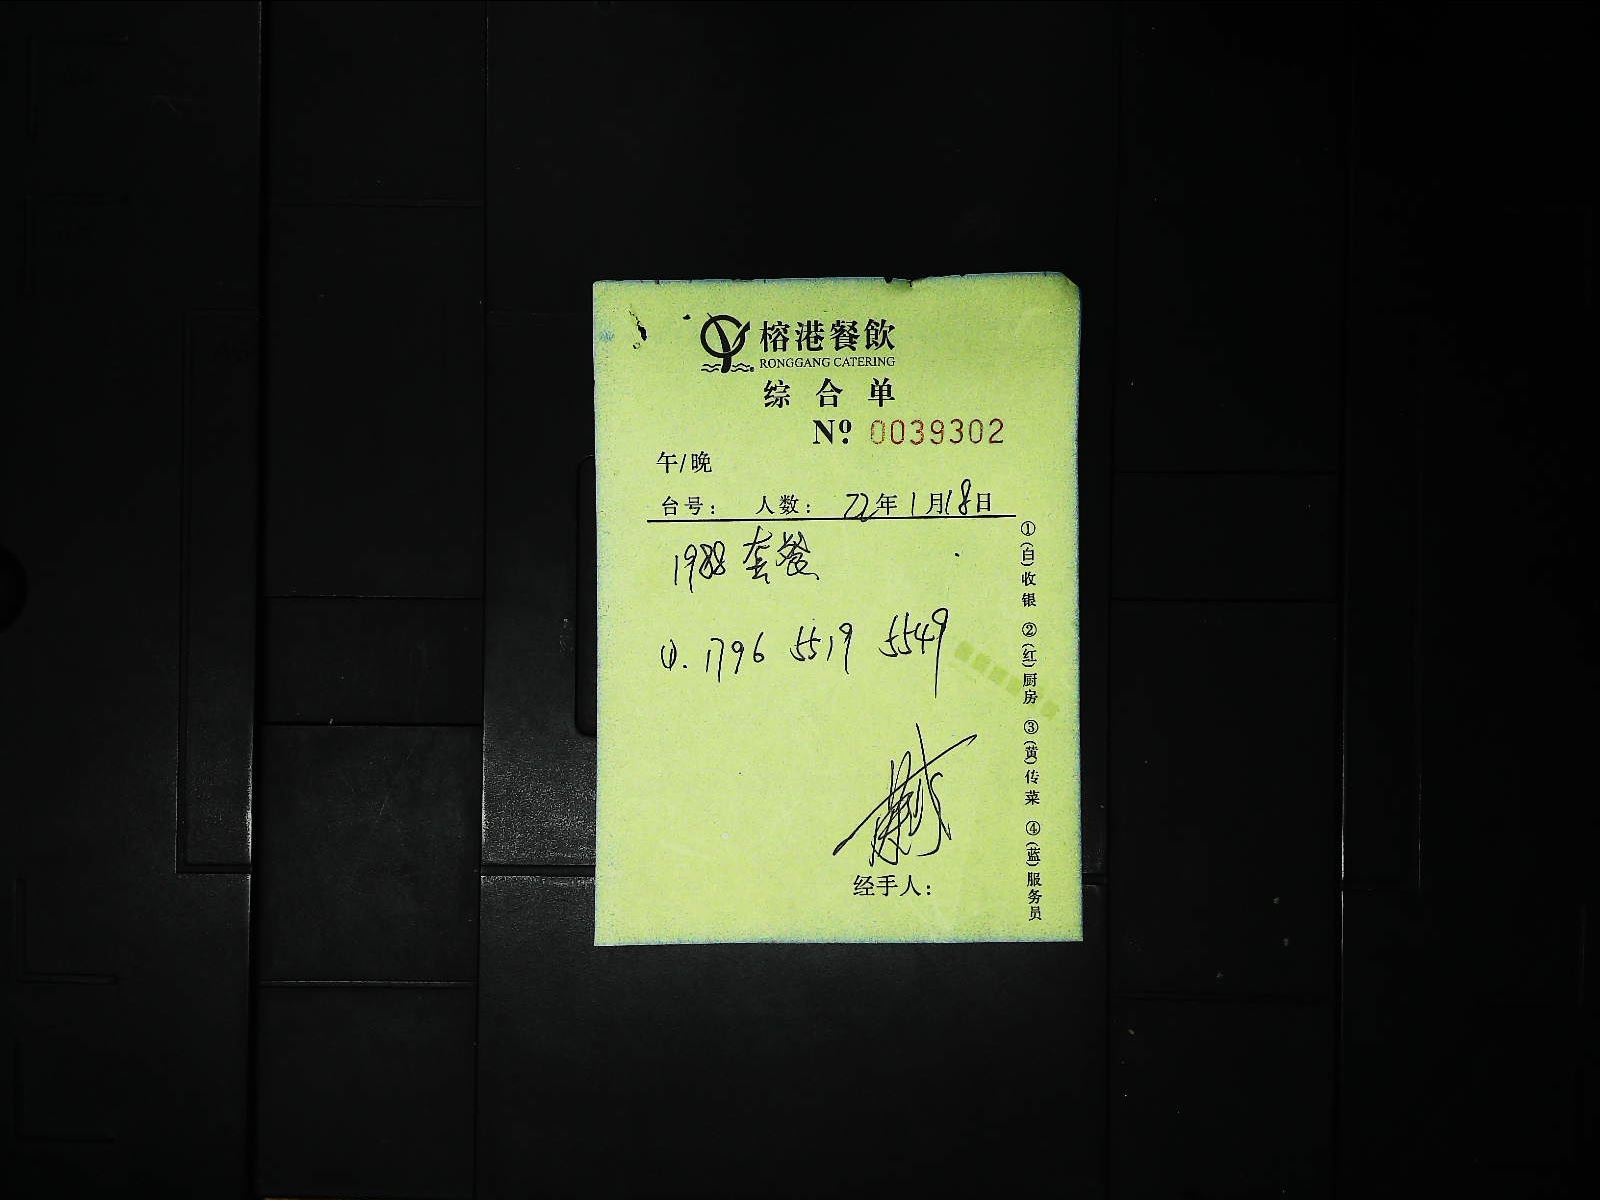 榕港餐飲
RONGGANG CATERING
综合单
Nº 0039302
午/晚
台号: 人数: 22年1月18日
1988 套餐
①. 1796 5519 5549
经手人:
①(白)收银 ②(红)厨房 ③(黄)传菜 ④(蓝)服务员